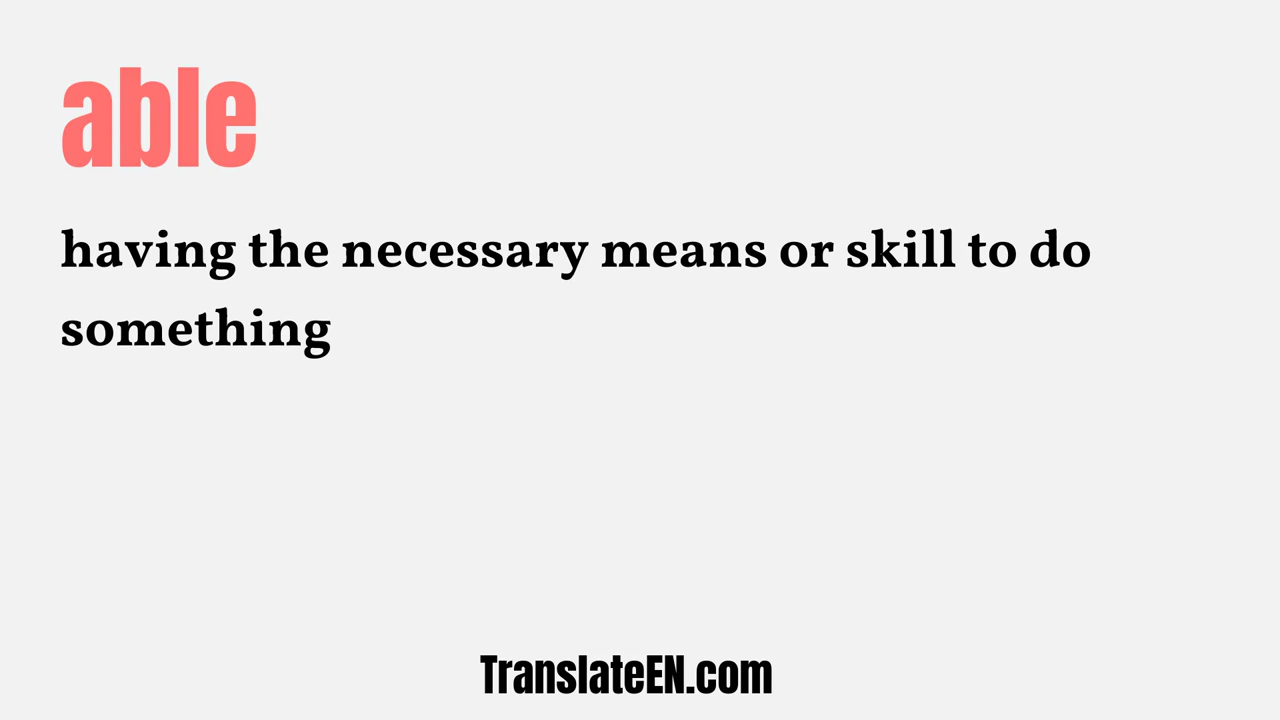 able
having the necessary means or skill to do
something
TranslateEN.com